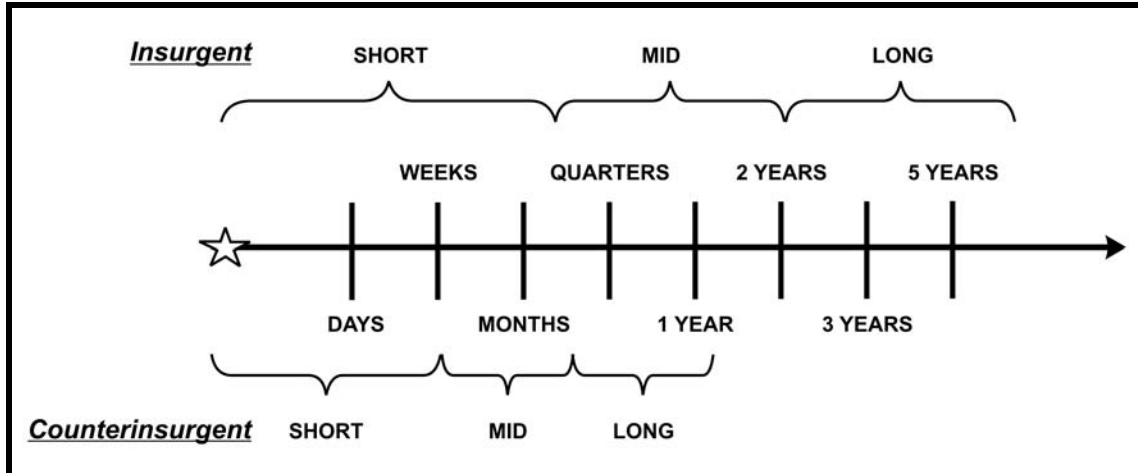 Insurgent SHORT MID LONG
WEEKS QUARTERS 2 YEARS 5 YEARS
DAYS MONTHS 1 YEAR 3 YEARS
Counterinsurgent SHORT MID LONG